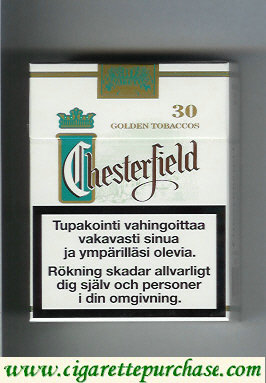 30
GOLDEN TOBACCOS
Chesterfield
Tupakointi vahingoittaa
vakavasti sinua
ja ympärilläsi olevia.
Rökning skadar allvarligt
dig själv och personer
i din omgivning.
www.cigarettepurchase.com